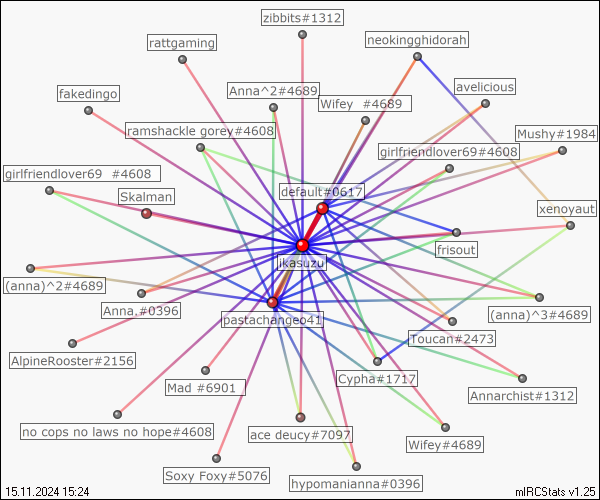 zibbits#1312
rattgaming
neokingghidorah
Anna^2#4689
Wifey #4689
avelicious
fakedingo
ramshackle gorey#4608
girlfriendlover69#4608
Mushy#1984
girlfriendlover69 #4608
Skalman
default#0617
xenoyaut
frisout
ikasuzu
(anna)^2#4689
Anna.#0396
pastachangeo41
(anna)^3#4689
Toucan#2473
AlpineRooster#2156
Mad #6901
Cypha#1717
Annarchist#1312
no cops no laws no hope#4608
ace deucy#7097
Wifey#4689
Soxy Foxy#5076
hypomanianna#0396
15.11.2024 15:24
mIRCStats v1.25